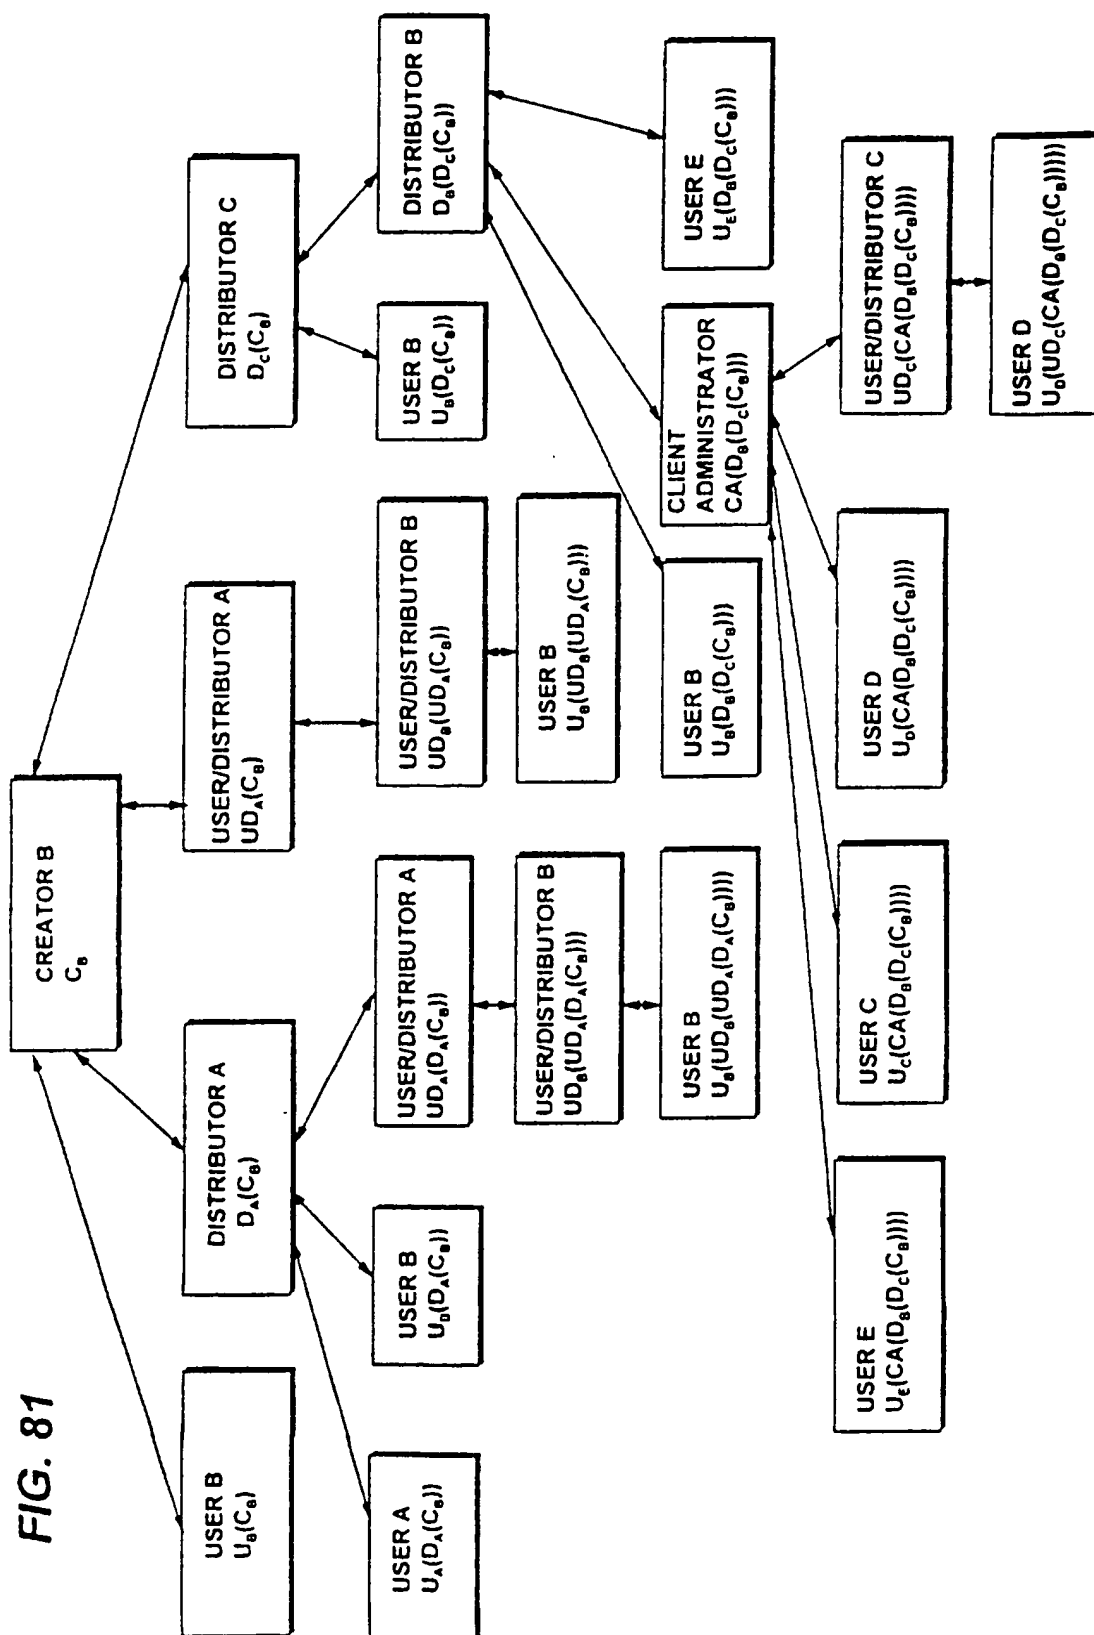 FIG. 81
CREATOR B
C_B
USER B
U_B(C_B)
DISTRIBUTOR A
D_A(C_B)
USER/DISTRIBUTOR A
UD_A(C_B)
DISTRIBUTOR C
D_C(C_B)
USER A
U_A(D_A(C_B))
USER B
U_D(D_A(C_B))
USER/DISTRIBUTOR A
UD_A(D_A(C_B))
USER/DISTRIBUTOR B
UD_B(UD_A(C_B))
USER B
U_B(D_C(C_B))
DISTRIBUTOR B
D_B(D_C(C_B))
USER/DISTRIBUTOR B
UD_B(UD_A(D_A(C_B)))
USER B
U_B(UD_B(UD_A(C_B)))
USER B
U_B(UD_B(UD_A(D_A(C_B))))
USER B
U_B(D_B(D_C(C_B)))
CLIENT
ADMINISTRATOR
CA(D_B(D_C(C_B)))
USER E
U_E(D_B(D_C(C_B)))
USER E
U_E(CA(D_B(D_C(C_B))))
USER C
U_C(CA(D_B(D_C(C_B))))
USER D
U_D(CA(D_B(D_C(C_B))))
USER/DISTRIBUTOR C
UD_C(CA(D_B(D_C(C_B))))
USER D
U_D(UD_C(CA(D_B(D_C(C_B)))))